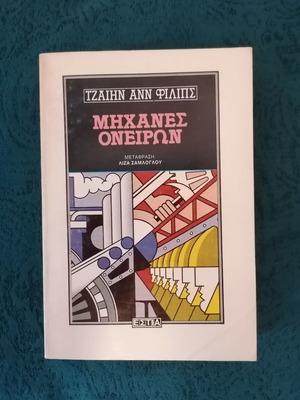 ΤΖΑΙΗΝ ΑΝΝ ΦΙΛΙΠΣ
ΜΗΧΑΝΕΣ
ΟΝΕΙΡΩΝ
ΜΕΤΑΦΡΑΣΗ
ΛΙΖΑ ΣΑΜΛΟΓΛΟΥ
ΕΣΤΙΑ